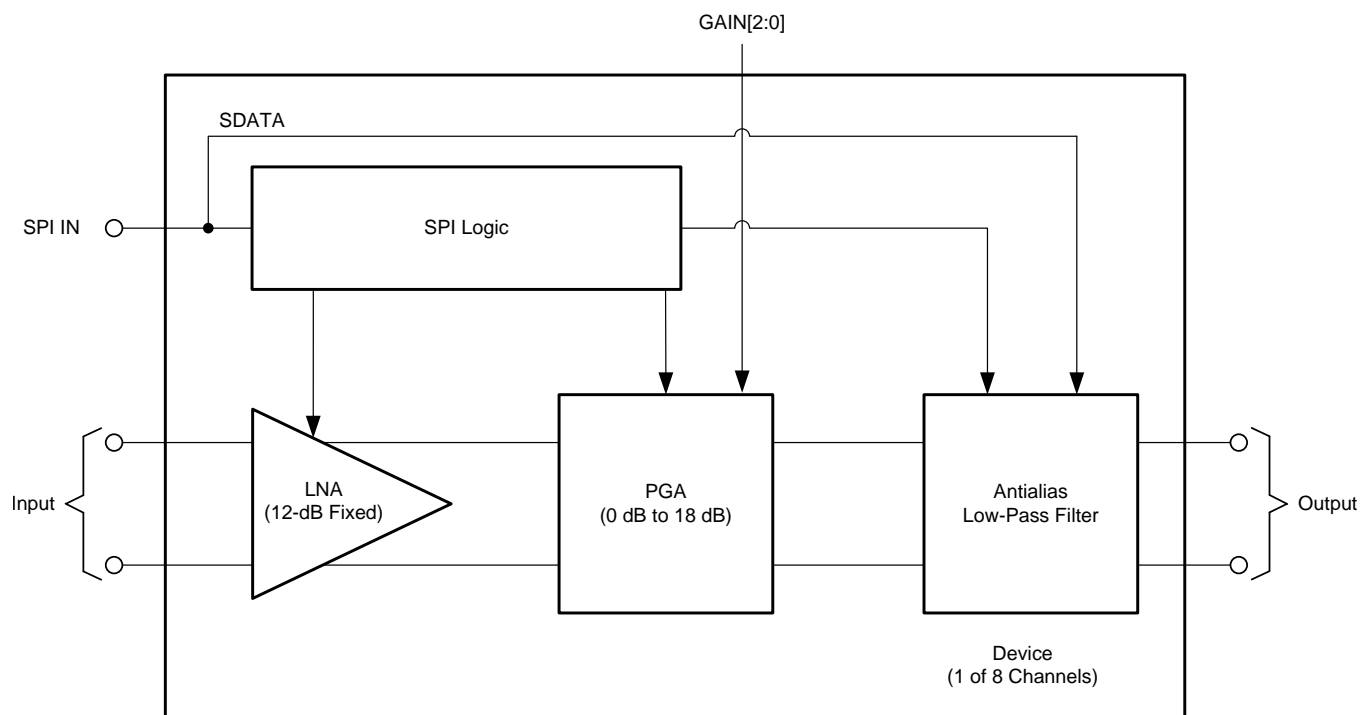 GAIN[2:0]
SDATA
SPI IN
SPI Logic
Input
LNA
(12-dB Fixed)
PGA
(0 dB to 18 dB)
Antialias
Low-Pass Filter
Output
Device
(1 of 8 Channels)